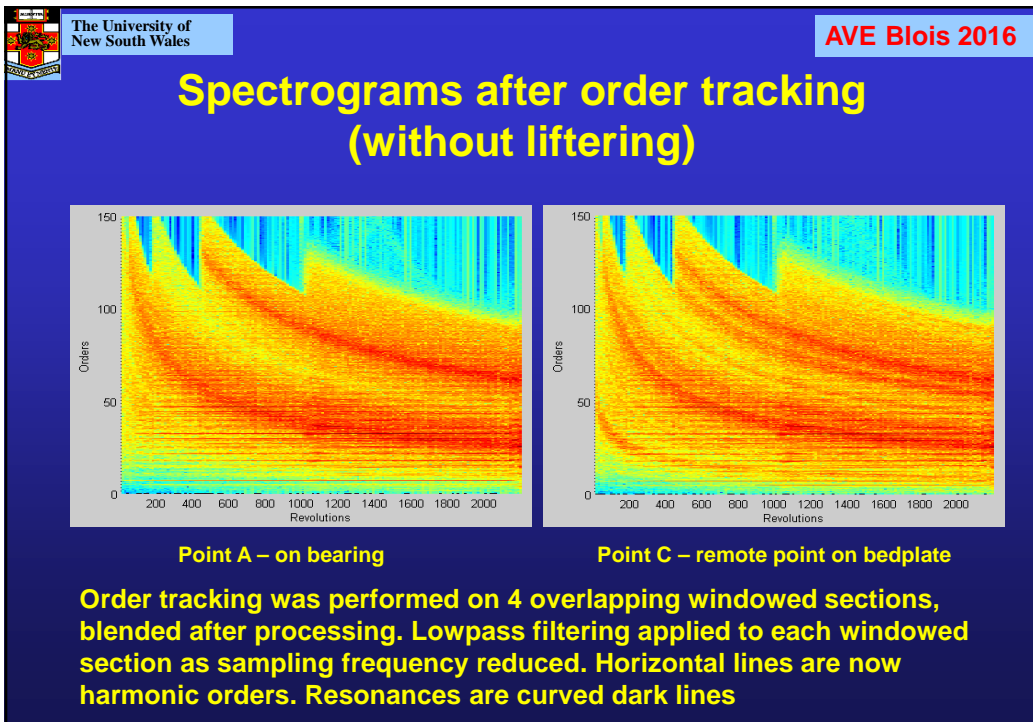 The University of
New South Wales
AVE Blois 2016
Spectrograms after order tracking
(without liftering)
150
100
50
0
Orders
200 400 600 800 1000 1200 1400 1600 1800 2000
Revolutions
150
100
50
0
Orders
200 400 600 800 1000 1200 1400 1600 1800 2000
Revolutions
Point A – on bearing
Point C – remote point on bedplate
Order tracking was performed on 4 overlapping windowed sections,
blended after processing. Lowpass filtering applied to each windowed
section as sampling frequency reduced. Horizontal lines are now
harmonic orders. Resonances are curved dark lines